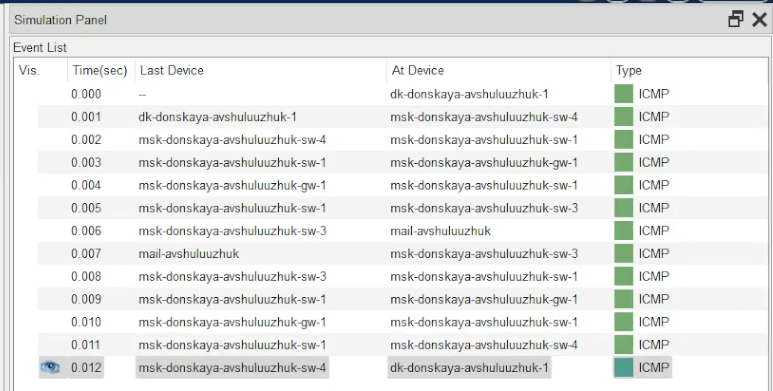 Simulation Panel
Event List
Vis. Time(sec) Last Device At Device Type
0.000 -- dk-donskaya-avshuluuzhuk-1 ICMP
0.001 dk-donskaya-avshuluuzhuk-1 msk-donskaya-avshuluuzhuk-sw-4 ICMP
0.002 msk-donskaya-avshuluuzhuk-sw-4 msk-donskaya-avshuluuzhuk-sw-1 ICMP
0.003 msk-donskaya-avshuluuzhuk-sw-1 msk-donskaya-avshuluuzhuk-gw-1 ICMP
0.004 msk-donskaya-avshuluuzhuk-gw-1 msk-donskaya-avshuluuzhuk-sw-1 ICMP
0.005 msk-donskaya-avshuluuzhuk-sw-1 msk-donskaya-avshuluuzhuk-sw-3 ICMP
0.006 msk-donskaya-avshuluuzhuk-sw-3 mail-avshuluuzhuk ICMP
0.007 mail-avshuluuzhuk msk-donskaya-avshuluuzhuk-sw-3 ICMP
0.008 msk-donskaya-avshuluuzhuk-sw-3 msk-donskaya-avshuluuzhuk-sw-1 ICMP
0.009 msk-donskaya-avshuluuzhuk-sw-1 msk-donskaya-avshuluuzhuk-gw-1 ICMP
0.010 msk-donskaya-avshuluuzhuk-gw-1 msk-donskaya-avshuluuzhuk-sw-1 ICMP
0.011 msk-donskaya-avshuluuzhuk-sw-1 msk-donskaya-avshuluuzhuk-sw-4 ICMP
0.012 msk-donskaya-avshuluuzhuk-sw-4 dk-donskaya-avshuluuzhuk-1 ICMP